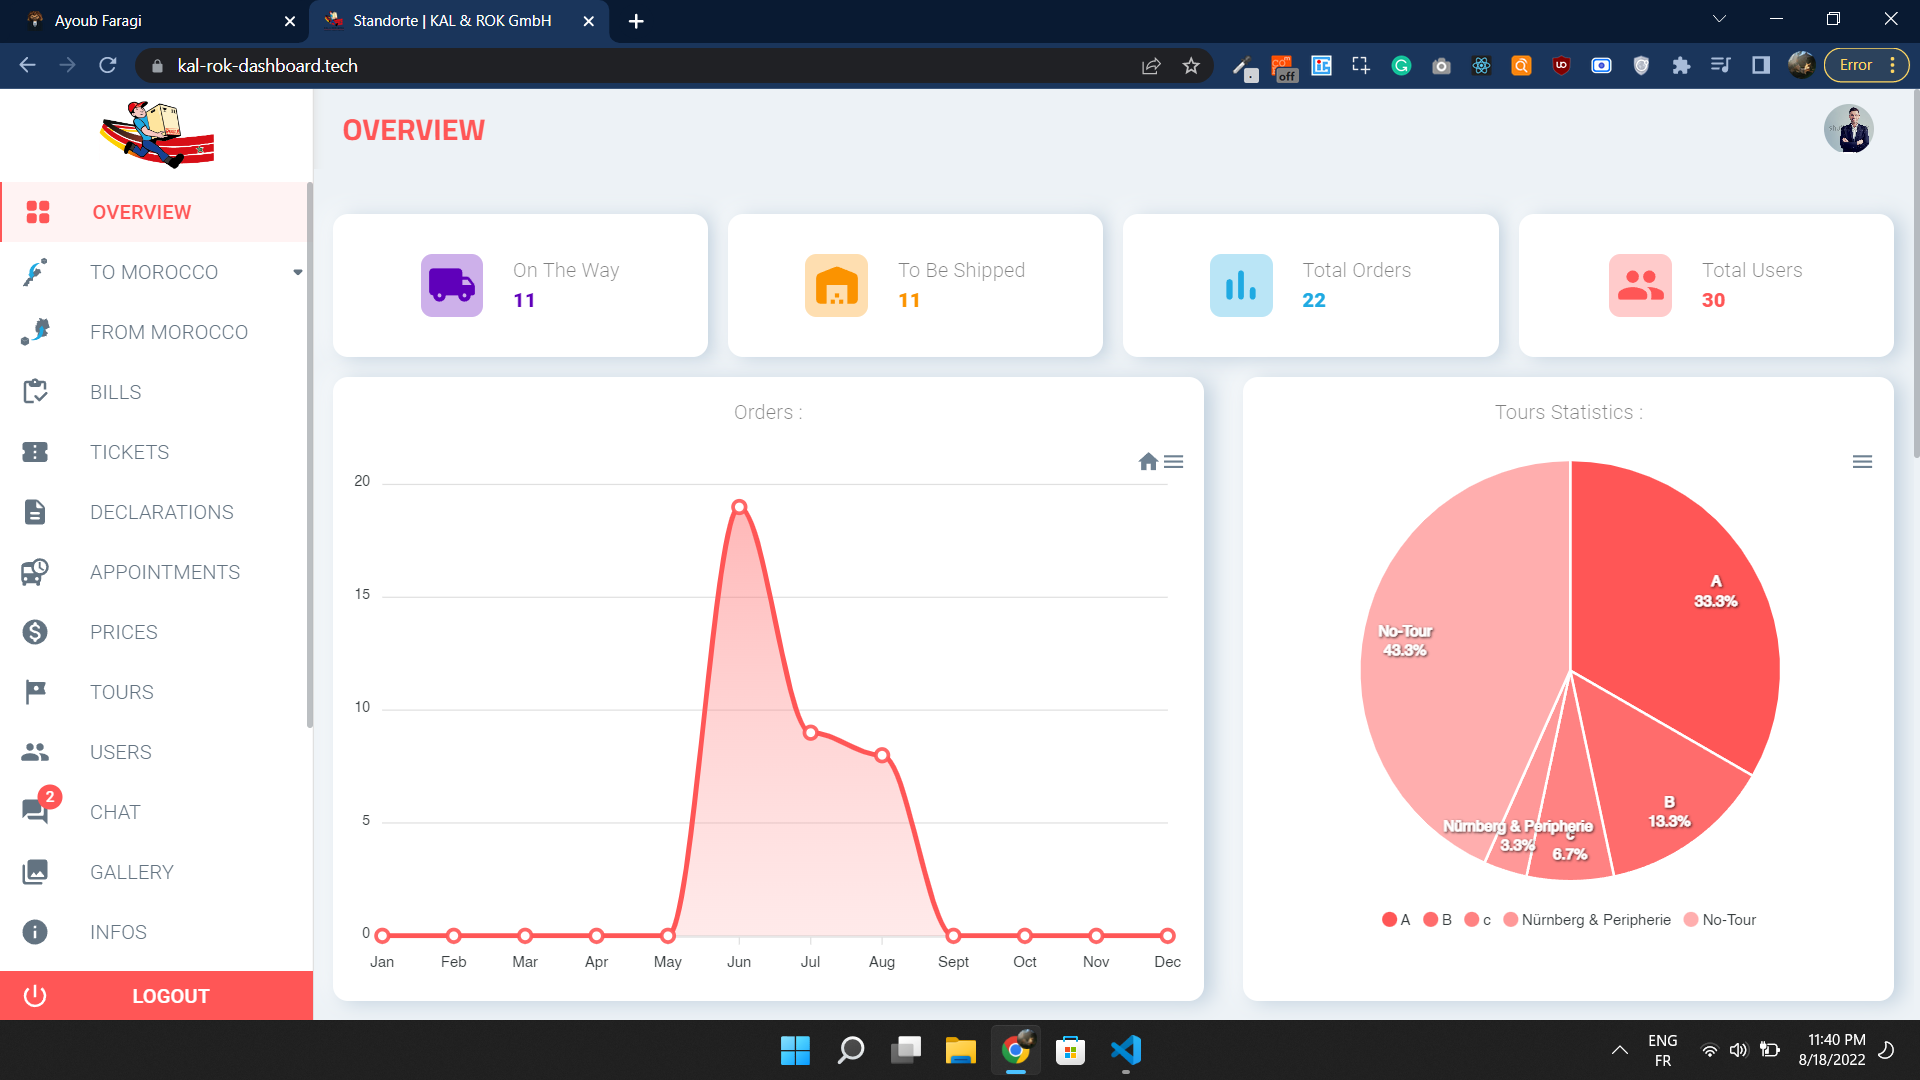 Ayoub Faragi
Standorte | KAL & ROK GmbH
kal-rok-dashboard.tech
off
Error
OVERVIEW
OVERVIEW
TO MOROCCO
FROM MOROCCO
BILLS
TICKETS
DECLARATIONS
APPOINTMENTS
PRICES
TOURS
USERS
2
CHAT
GALLERY
INFOS
LOGOUT
On The Way
11
To Be Shipped
11
Total Orders
22
Total Users
30
Orders :
20
15
10
5
0
Jan Feb Mar Apr May Jun Jul Aug Sept Oct Nov Dec
Tours Statistics :
A
33.3%
No-Tour
43.3%
B
13.3%
Nürnberg & Peripherie
3.3%
c
6.7%
A B c Nürnberg & Peripherie No-Tour
ENG
FR
11:40 PM
8/18/2022